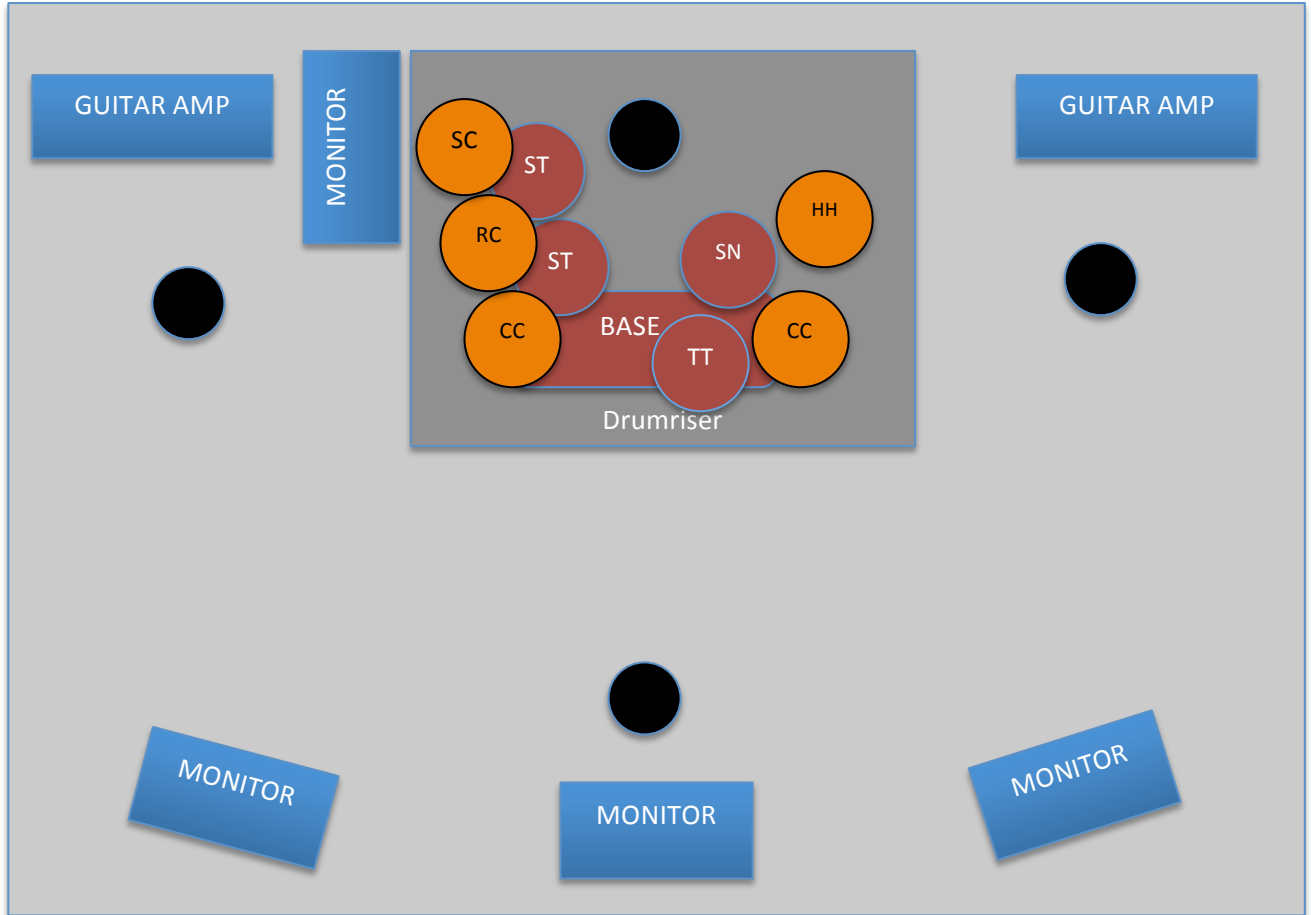 GUITAR AMP
MONITOR
GUITAR AMP
SC
ST
HH
RC
ST
SN
CC
BASE
CC
TT
Drumriser
MONITOR
MONITOR
MONITOR